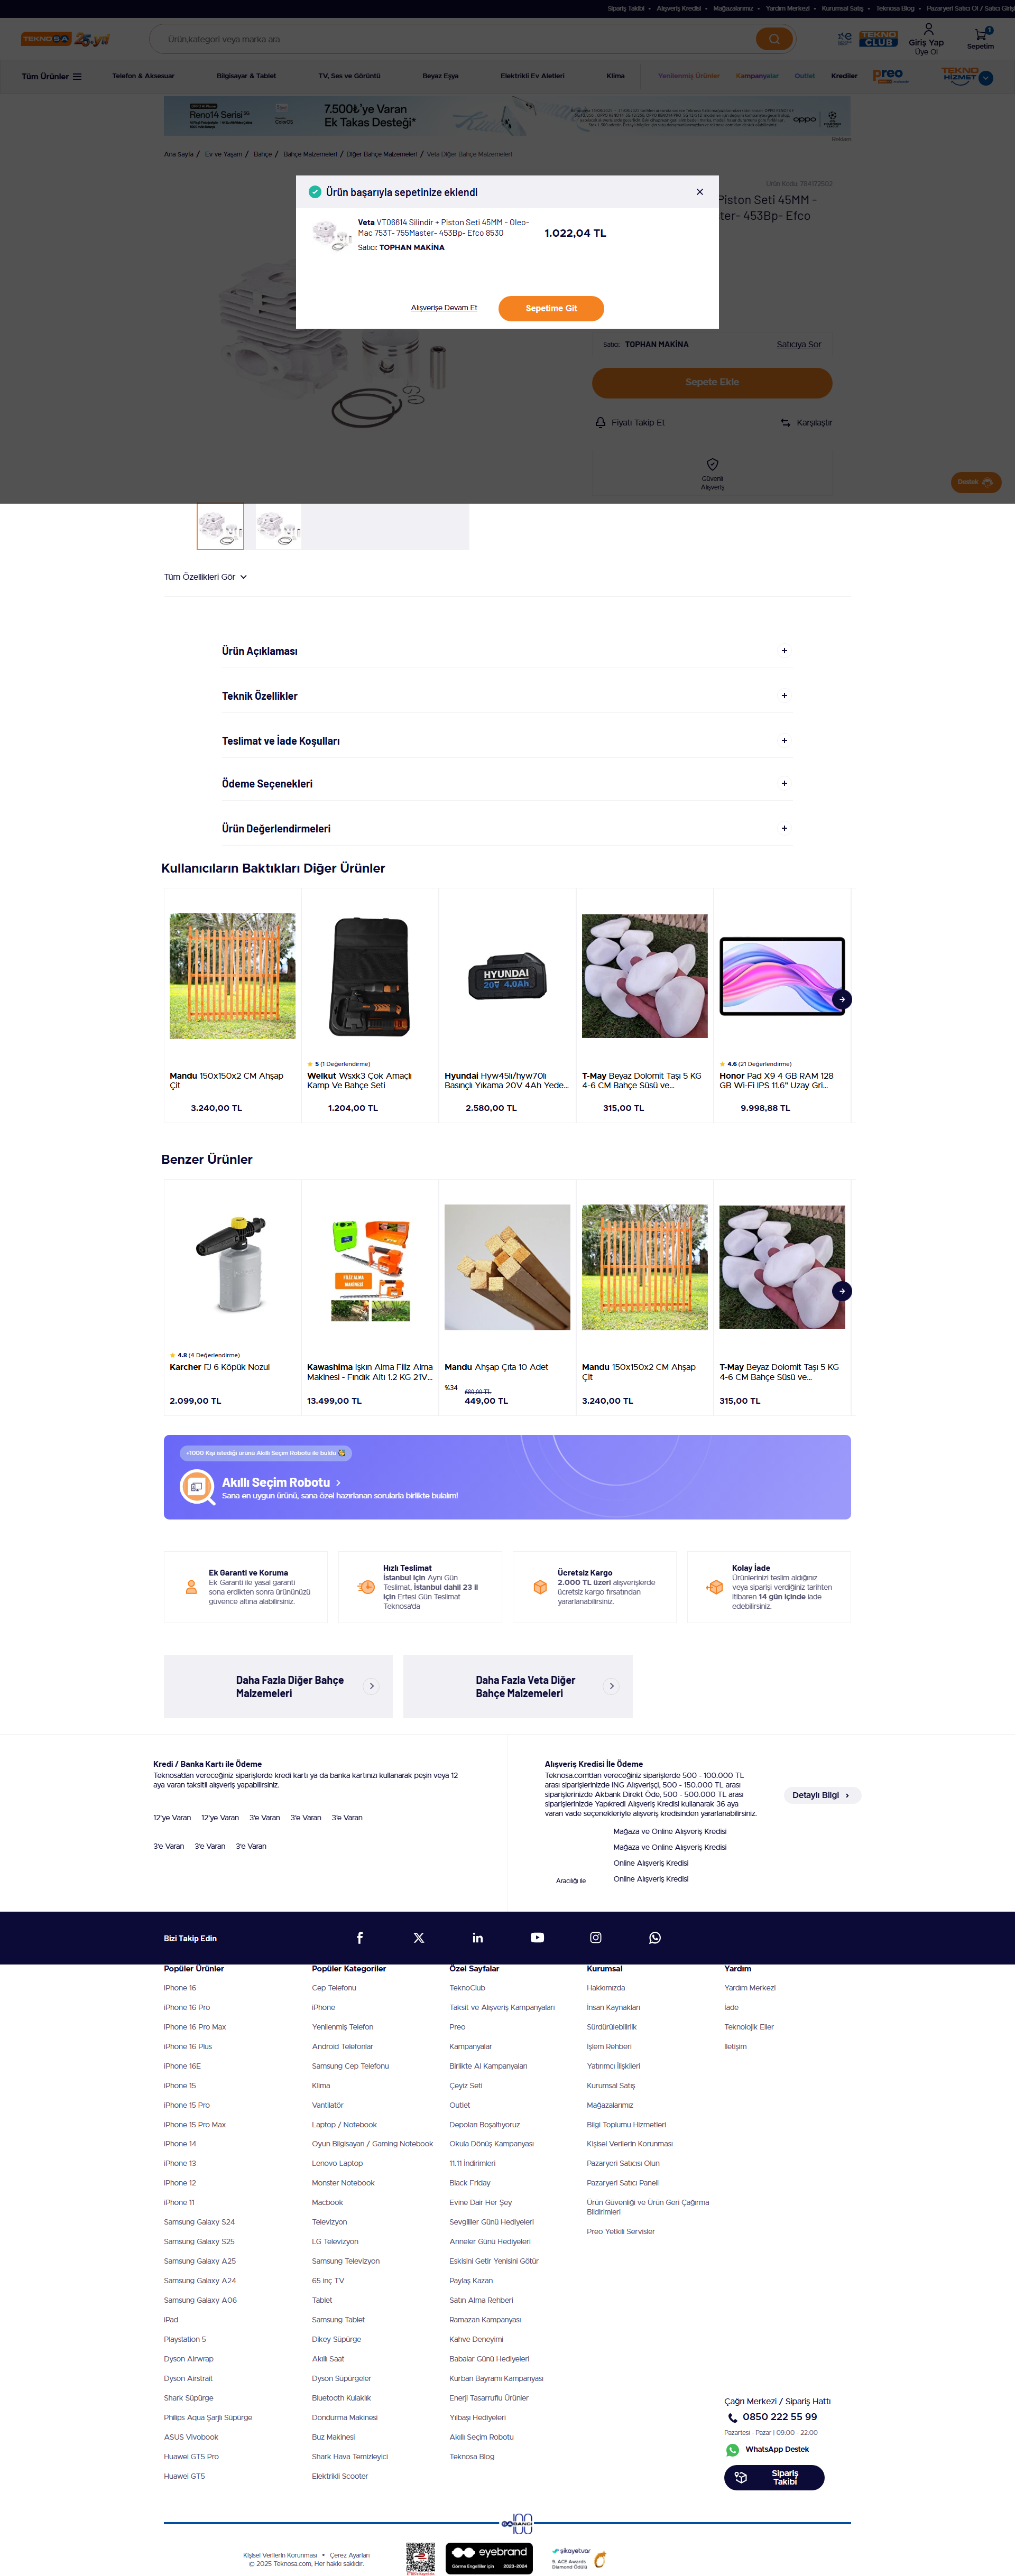 Sipariş Takibi • Alışveriş Kredisi • Mağazalarımız • Yardım Merkezi • Kurumsal Satış • Teknosa Blog • Pazaryeri Satıcı Ol / Satıcı Girişi
TEKNOSA 25.yıl
Ürün,kategori veya marka ara
TEKNO CLUB
Giriş Yap
Üye Ol
1
Sepetim
Tüm Ürünler
Telefon & Aksesuar
Bilgisayar & Tablet
TV, Ses ve Görüntü
Beyaz Eşya
Elektrikli Ev Aletleri
Klima
Yenilenmiş Ürünler
Kampanyalar
Outlet
Krediler
preo
TEKNO HİZMET
Reno14 Serisi
7.500₺'ye Varan
Ek Takas Desteği*
oppo
Reklam
Ana Sayfa / Ev ve Yaşam / Bahçe / Bahçe Malzemeleri / Diğer Bahçe Malzemeleri / Veta Diğer Bahçe Malzemeleri
Ürün başarıyla sepetinize eklendi
Veta VT06614 Silindir + Piston Seti 45MM - Oleo-
Mac 753T- 755Master- 453Bp- Efco 8530
Satıcı: TOPHAN MAKİNA
1.022,04 TL
Alışverişe Devam Et
Sepetime Git
Piston Seti 45MM -
ster- 453Bp- Efco
Satıcı: TOPHAN MAKİNA
Satıcıya Sor
Sepete Ekle
Fiyatı Takip Et
Karşılaştır
Güvenli
Alışveriş
Destek
Tüm Özellikleri Gör
Ürün Açıklaması
Teknik Özellikler
Teslimat ve İade Koşulları
Ödeme Seçenekleri
Ürün Değerlendirmeleri
Kullanıcıların Baktıkları Diğer Ürünler
HYUNDAI
20V 4.0Ah
Mandu 150x150x2 CM Ahşap
Çit
3.240,00 TL
5 (1 Değerlendirme)
Weikut Wsxk3 Çok Amaçlı
Kamp Ve Bahçe Seti
1.204,00 TL
Hyundai Hyw45li/hyw70li
Basınçlı Yıkama 20V 4Ah Yede...
2.580,00 TL
T-May Beyaz Dolomit Taşı 5 KG
4-6 CM Bahçe Süsü ve...
315,00 TL
4.6 (21 Değerlendirme)
Honor Pad X9 4 GB RAM 128
GB Wi-Fi IPS 11.6" Uzay Gri...
9.998,88 TL
Benzer Ürünler
4.8 (4 Değerlendirme)
Karcher FJ 6 Köpük Nozul
2.099,00 TL
FİLİZ ALMA
MAKİNESİ
Kawashima Işkın Alma Filiz Alma
Makinesi - Fındık Altı 1.2 KG 21V...
13.499,00 TL
Mandu Ahşap Çıta 10 Adet
%34
680,00 TL
449,00 TL
Mandu 150x150x2 CM Ahşap
Çit
3.240,00 TL
T-May Beyaz Dolomit Taşı 5 KG
4-6 CM Bahçe Süsü ve...
315,00 TL
+1000 Kişi istediği ürünü Akıllı Seçim Robotu ile buldu
Akıllı Seçim Robotu
Sana en uygun ürünü, sana özel hazırlanan sorularla birlikte bulalım!
Ek Garanti ve Koruma
Ek Garanti ile yasal garanti
sona erdikten sonra ürününüzü
güvence altına alabilirsiniz.
Hızlı Teslimat
İstanbul için Aynı Gün
Teslimat, İstanbul dahil 23 il
için Ertesi Gün Teslimat
Teknosa'da
Ücretsiz Kargo
2.000 TL üzeri alışverişlerde
ücretsiz kargo fırsatından
yararlanabilirsiniz.
Kolay İade
Ürünlerinizi teslim aldığınız
veya siparişi verdiğiniz tarihten
itibaren 14 gün içinde iade
edebilirsiniz.
Daha Fazla Diğer Bahçe
Malzemeleri
Daha Fazla Veta Diğer
Bahçe Malzemeleri
Kredi / Banka Kartı ile Ödeme
Teknosa'dan vereceğiniz siparişlerde kredi kartı ya da banka kartınızı kullanarak peşin veya 12
aya varan taksitli alışveriş yapabilirsiniz.
12'ye Varan 12'ye Varan 3'e Varan 3'e Varan 3'e Varan
3'e Varan 3'e Varan 3'e Varan
Alışveriş Kredisi İle Ödeme
Teknosa.com'dan vereceğiniz siparişlerde 500 - 100.000 TL
arası siparişlerinizde ING Alışverişçi, 500 - 150.000 TL arası
siparişlerinizde Akbank Direkt Öde, 500 - 500.000 TL arası
siparişlerinizde Yapıkredi Alışveriş Kredisi kullanarak 36 aya
varan vade seçenekleriyle alışveriş kredisinden yararlanabilirsiniz.
Detaylı Bilgi
Mağaza ve Online Alışveriş Kredisi
Mağaza ve Online Alışveriş Kredisi
Online Alışveriş Kredisi
Aracılığı ile
Online Alışveriş Kredisi
Bizi Takip Edin
Popüler Ürünler
iPhone 16
iPhone 16 Pro
iPhone 16 Pro Max
iPhone 16 Plus
iPhone 16E
iPhone 15
iPhone 15 Pro
iPhone 15 Pro Max
iPhone 14
iPhone 13
iPhone 12
iPhone 11
Samsung Galaxy S24
Samsung Galaxy S25
Samsung Galaxy A25
Samsung Galaxy A24
Samsung Galaxy A06
iPad
Playstation 5
Dyson Airwrap
Dyson Airstrait
Shark Süpürge
Philips Aqua Şarjlı Süpürge
ASUS Vivobook
Huawei GT5 Pro
Huawei GT5
Popüler Kategoriler
Cep Telefonu
iPhone
Yenilenmiş Telefon
Android Telefonlar
Samsung Cep Telefonu
Klima
Vantilatör
Laptop / Notebook
Oyun Bilgisayarı / Gaming Notebook
Lenovo Laptop
Monster Notebook
Macbook
Televizyon
LG Televizyon
Samsung Televizyon
65 inç TV
Tablet
Samsung Tablet
Dikey Süpürge
Akıllı Saat
Dyson Süpürgeler
Bluetooth Kulaklık
Dondurma Makinesi
Buz Makinesi
Shark Hava Temizleyici
Elektrikli Scooter
Özel Sayfalar
TeknoClub
Taksit ve Alışveriş Kampanyaları
Preo
Kampanyalar
Birlikte Al Kampanyaları
Çeyiz Seti
Outlet
Depoları Boşaltıyoruz
Okula Dönüş Kampanyası
11.11 İndirimleri
Black Friday
Evine Dair Her Şey
Sevgililer Günü Hediyeleri
Anneler Günü Hediyeleri
Eskisini Getir Yenisini Götür
Paylaş Kazan
Satın Alma Rehberi
Ramazan Kampanyası
Kahve Deneyimi
Babalar Günü Hediyeleri
Kurban Bayramı Kampanyası
Enerji Tasarruflu Ürünler
Yılbaşı Hediyeleri
Akıllı Seçim Robotu
Teknosa Blog
Kurumsal
Hakkımızda
İnsan Kaynakları
Sürdürülebilirlik
İşlem Rehberi
Yatırımcı İlişkileri
Kurumsal Satış
Mağazalarımız
Bilgi Toplumu Hizmetleri
Kişisel Verilerin Korunması
Pazaryeri Satıcısı Olun
Pazaryeri Satıcı Paneli
Ürün Güvenliği ve Ürün Geri Çağırma
Bildirimleri
Preo Yetkili Servisler
Yardım
Yardım Merkezi
İade
Teknolojik Eller
İletişim
Çağrı Merkezi / Sipariş Hattı
0850 222 55 99
Pazartesi - Pazar | 09:00 - 22:00
WhatsApp Destek
Sipariş
Takibi
SABANCI 100
Kişisel Verilerin Korunması • Çerez Ayarları
© 2025 Teknosa.com, Her hakkı saklıdır.
eyebrand
Görme Engelliler için 2023-2024
şikayetvar
9. ACE Awards
Diamond Ödülü